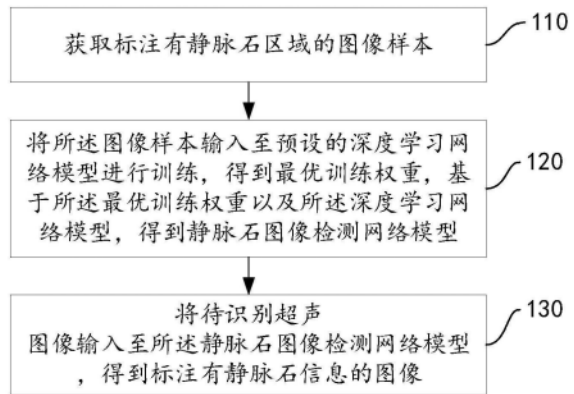 获取标注有静脉石区域的图像样本
110
将所述图像样本输入至预设的深度学习网
络模型进行训练，得到最优训练权重，基
于所述最优训练权重以及所述深度学习网
络模型，得到静脉石图像检测网络模型
120
将待识别超声
图像输入至所述静脉石图像检测网络模型
，得到标注有静脉石信息的图像
130